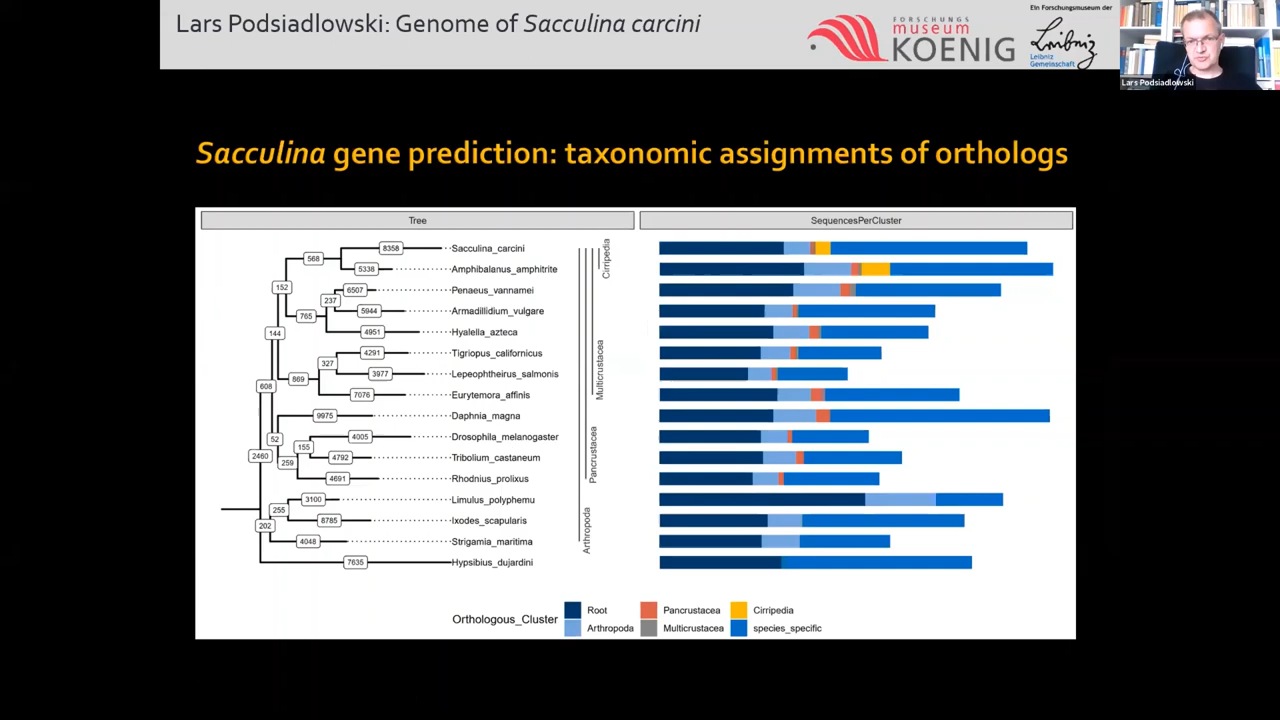 Lars Podsiadlowski: Genome of Sacculina carcini
FORSCHUNGS
museum
KOENIG
Ein Forschungsmuseum der
Leibniz
Leibniz
Gemeinschaft
Lars Podsiadlowski
Sacculina gene prediction: taxonomic assignments of orthologs
Tree
SequencesPerCluster
8358
Sacculina_carcini
568
5338
Amphibalanus_amphitrite
152
6507
Penaeus_vannamei
237
5944
Armadillidium_vulgare
765
4951
Hyalella_azteca
144
4291
Tigriopus_californicus
327
3977
Lepeophtheirus_salmonis
869
7076
Eurytemora_affinis
608
9975
Daphnia_magna
52
4005
Drosophila_melanogaster
155
4792
Tribolium_castaneum
259
4691
Rhodnius_prolixus
2460
3100
Limulus_polyphemu
255
8785
Ixodes_scapularis
202
4048
Strigamia_maritima
7635
Hypsibius_dujardini
Cirripedia
Multicrustacea
Pancrustacea
Arthropoda
Orthologous_Cluster
Root
Pancrustacea
Cirripedia
Arthropoda
Multicrustacea
species_specific